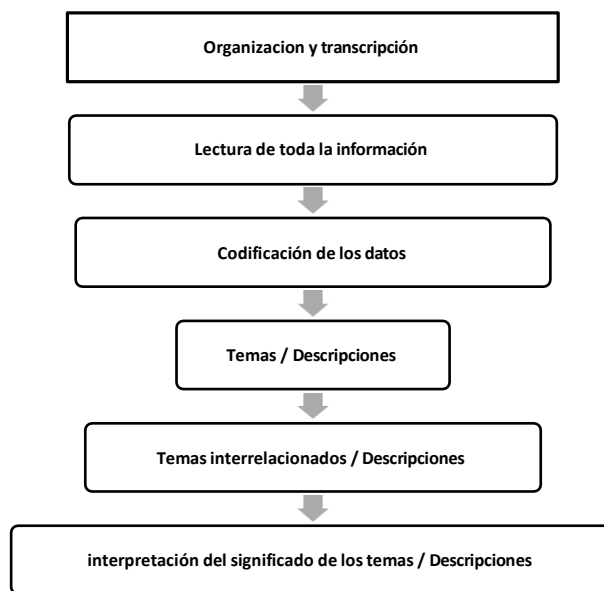 Organizacion y transcripción
Lectura de toda la información
Codificación de los datos
Temas / Descripciones
Temas interrelacionados / Descripciones
interpretación del significado de los temas / Descripciones